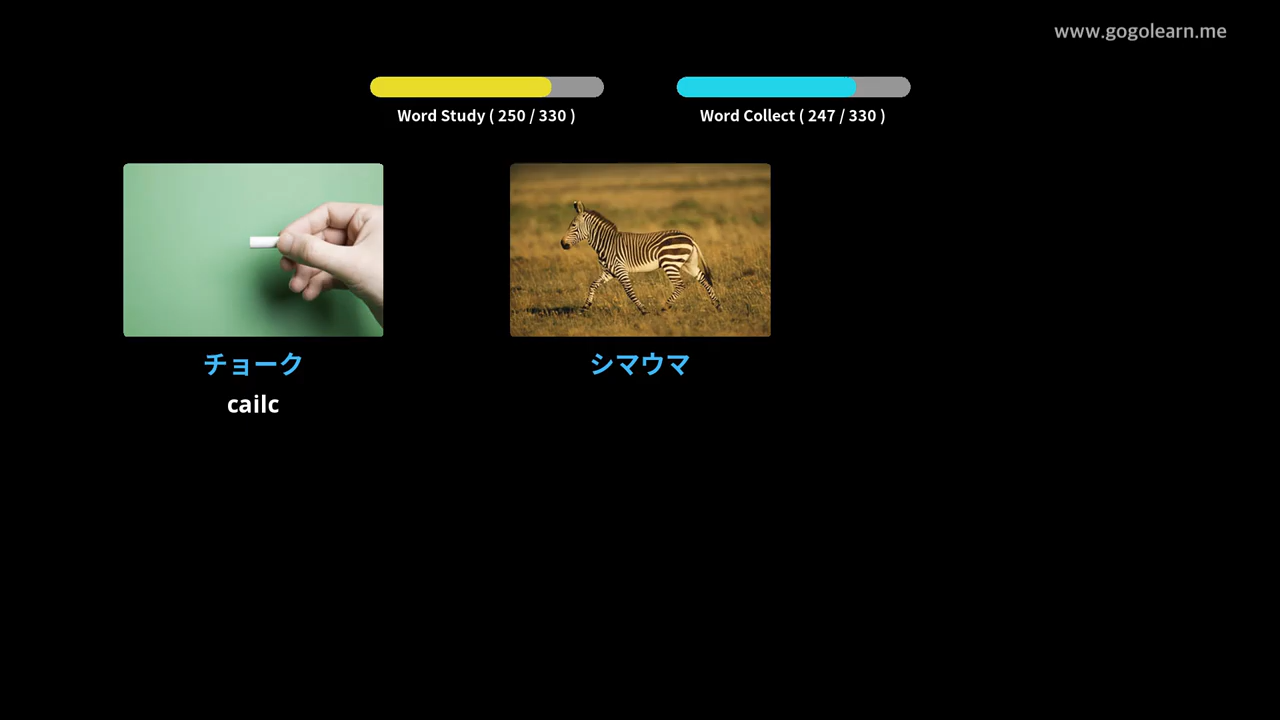 www.gogolearn.me
Word Study ( 250 / 330 )
Word Collect ( 247 / 330 )
チョーク
シマウマ
cailc